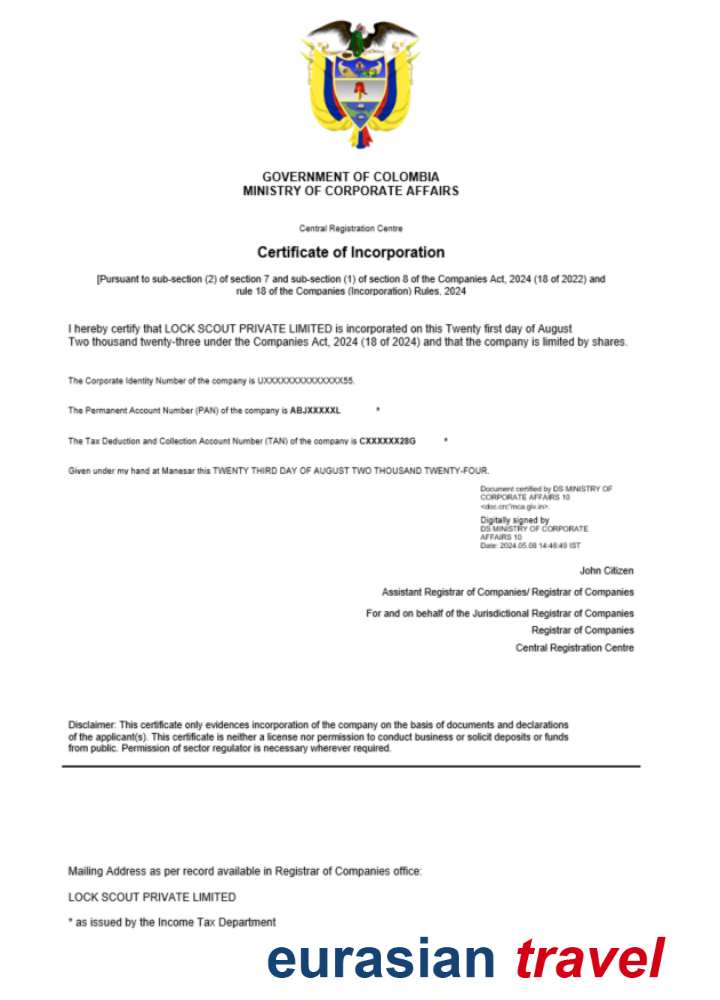 GOVERNMENT OF COLOMBIA
MINISTRY OF CORPORATE AFFAIRS
Central Registration Centre
Certificate of Incorporation
[Pursuant to sub-section (2) of section 7 and sub-section (1) of section 8 of the Companies Act, 2024 (18 of 2022) and
rule 18 of the Companies (Incorporation) Rules, 2024
I hereby certify that LOCK SCOUT PRIVATE LIMITED is incorporated on this Twenty first day of August
Two thousand twenty-three under the Companies Act, 2024 (18 of 2024) and that the company is limited by shares.
The Corporate Identity Number of the company is UXXXXXXXXXXXXXX55.
The Permanent Account Number (PAN) of the company is ABJXXXXXL *
The Tax Deduction and Collection Account Number (TAN) of the company is CXXXXXX28G *
Given under my hand at Manesar this TWENTY THIRD DAY OF AUGUST TWO THOUSAND TWENTY-FOUR.
Document certified by DS MINISTRY OF
CORPORATE AFFAIRS 10
<doc.crc"mca.giv.in>.
Digitally signed by
DS MINISTRY OF CORPORATE
AFFAIRS 10
Date: 2024.05.08 14:46:49 IST
John Citizen
Assistant Registrar of Companies/ Registrar of Companies
For and on behalf of the Jurisdictional Registrar of Companies
Registrar of Companies
Central Registration Centre
Disclaimer: This certificate only evidences incorporation of the company on the basis of documents and declarations
of the applicant(s). This certificate is neither a license nor permission to conduct business or solicit deposits or funds
from public. Permission of sector regulator is necessary wherever required.
Mailing Address as per record available in Registrar of Companies office:
LOCK SCOUT PRIVATE LIMITED
* as issued by the Income Tax Department
eurasian travel